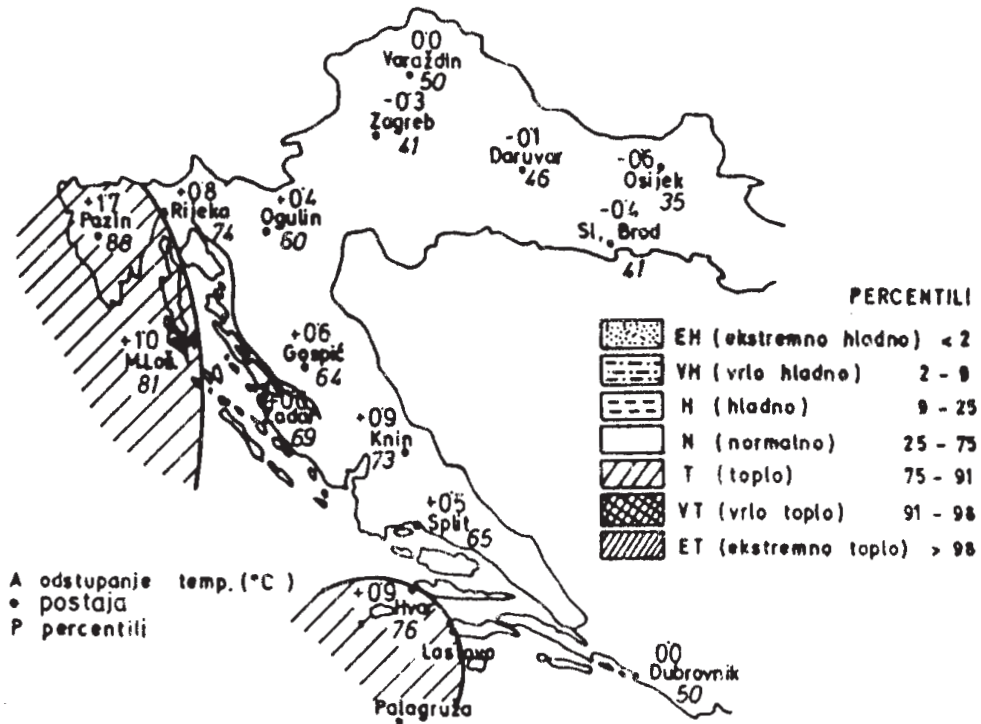 0.0
Varaždin
50
-0.3
Zagreb
41
-0.1
Daruvar
46
-0.6
Osijek
35
-0.4
Sl. Brod
41
+1.7
Pazin
88
+0.8
Rijeka
74
+0.4
Ogulin
60
+1.0
M.Loš.
81
+0.6
Gospić
64
Zadar
69
+0.9
Knin
73
+0.5
Split
65
+0.9
Hvar
76
Lastovo
Palagruža
0.0
Dubrovnik
50
PERCENTILI
EH (ekstremno hladno) < 2
VH (vrlo hladno) 2 - 9
H (hladno) 9 - 25
N (normalno) 25 - 75
T (toplo) 75 - 91
VT (vrlo toplo) 91 - 98
ET (ekstremno toplo) > 98
A odstupanje temp. (°C)
• postaja
P percentili